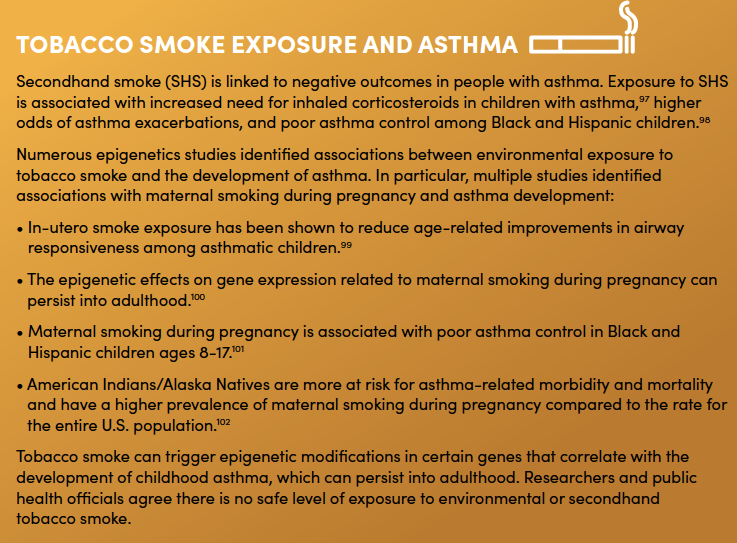 TOBACCO SMOKE EXPOSURE AND ASTHMA
Secondhand smoke (SHS) is linked to negative outcomes in people with asthma. Exposure to SHS
is associated with increased need for inhaled corticosteroids in children with asthma,⁹⁷ higher
odds of asthma exacerbations, and poor asthma control among Black and Hispanic children.⁹⁸
Numerous epigenetics studies identified associations between environmental exposure to
tobacco smoke and the development of asthma. In particular, multiple studies identified
associations with maternal smoking during pregnancy and asthma development:
• In-utero smoke exposure has been shown to reduce age-related improvements in airway
responsiveness among asthmatic children.⁹⁹
• The epigenetic effects on gene expression related to maternal smoking during pregnancy can
persist into adulthood.¹⁰⁰
• Maternal smoking during pregnancy is associated with poor asthma control in Black and
Hispanic children ages 8-17.¹⁰¹
• American Indians/Alaska Natives are more at risk for asthma-related morbidity and mortality
and have a higher prevalence of maternal smoking during pregnancy compared to the rate for
the entire U.S. population.¹⁰²
Tobacco smoke can trigger epigenetic modifications in certain genes that correlate with the
development of childhood asthma, which can persist into adulthood. Researchers and public
health officials agree there is no safe level of exposure to environmental or secondhand
tobacco smoke.